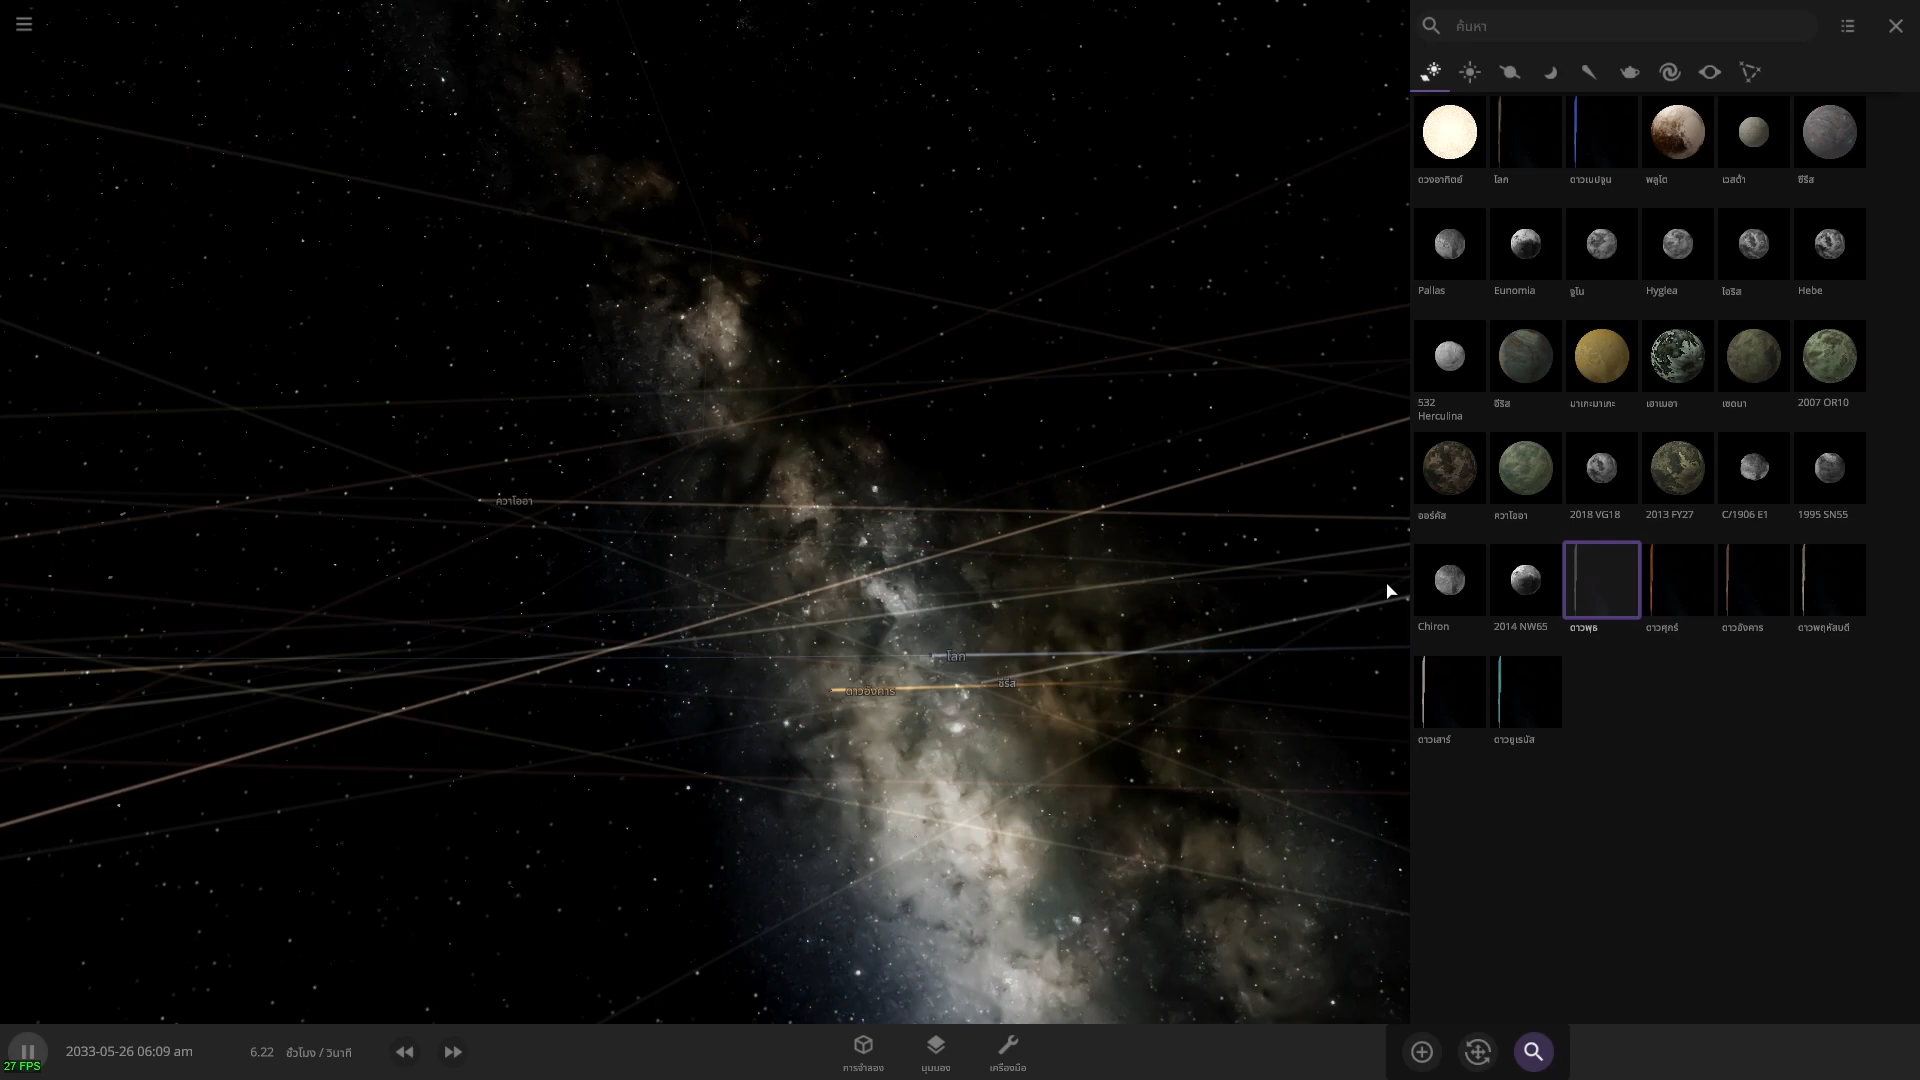 ค้นหา
ดวงอาทิตย์
โลก
ดาวเนปจูน
พลูโต
เวสต้า
ซีรีส
Pallas
Eunomia
จูโน
Hygiea
ไอริส
Hebe
532
Herculina
อีริส
มาเกะมาเกะ
เฮาเมอา
เซดนา
2007 OR10
ออร์คัส
ควาโออา
2018 VG18
2013 FY27
C/1906 E1
1995 SN55
Chiron
2014 NW65
ดาวพุธ
ดาวศุกร์
ดาวอังคาร
ดาวพฤหัสบดี
ดาวเสาร์
ดาวยูเรนัส
ควาโออา
โลก
ซีรีส
ดาวอังคาร
27 FPS
2033-05-26 06:09 am
6.22 ชั่วโมง / วินาที
การจำลอง
มุมมอง
เครื่องมือ